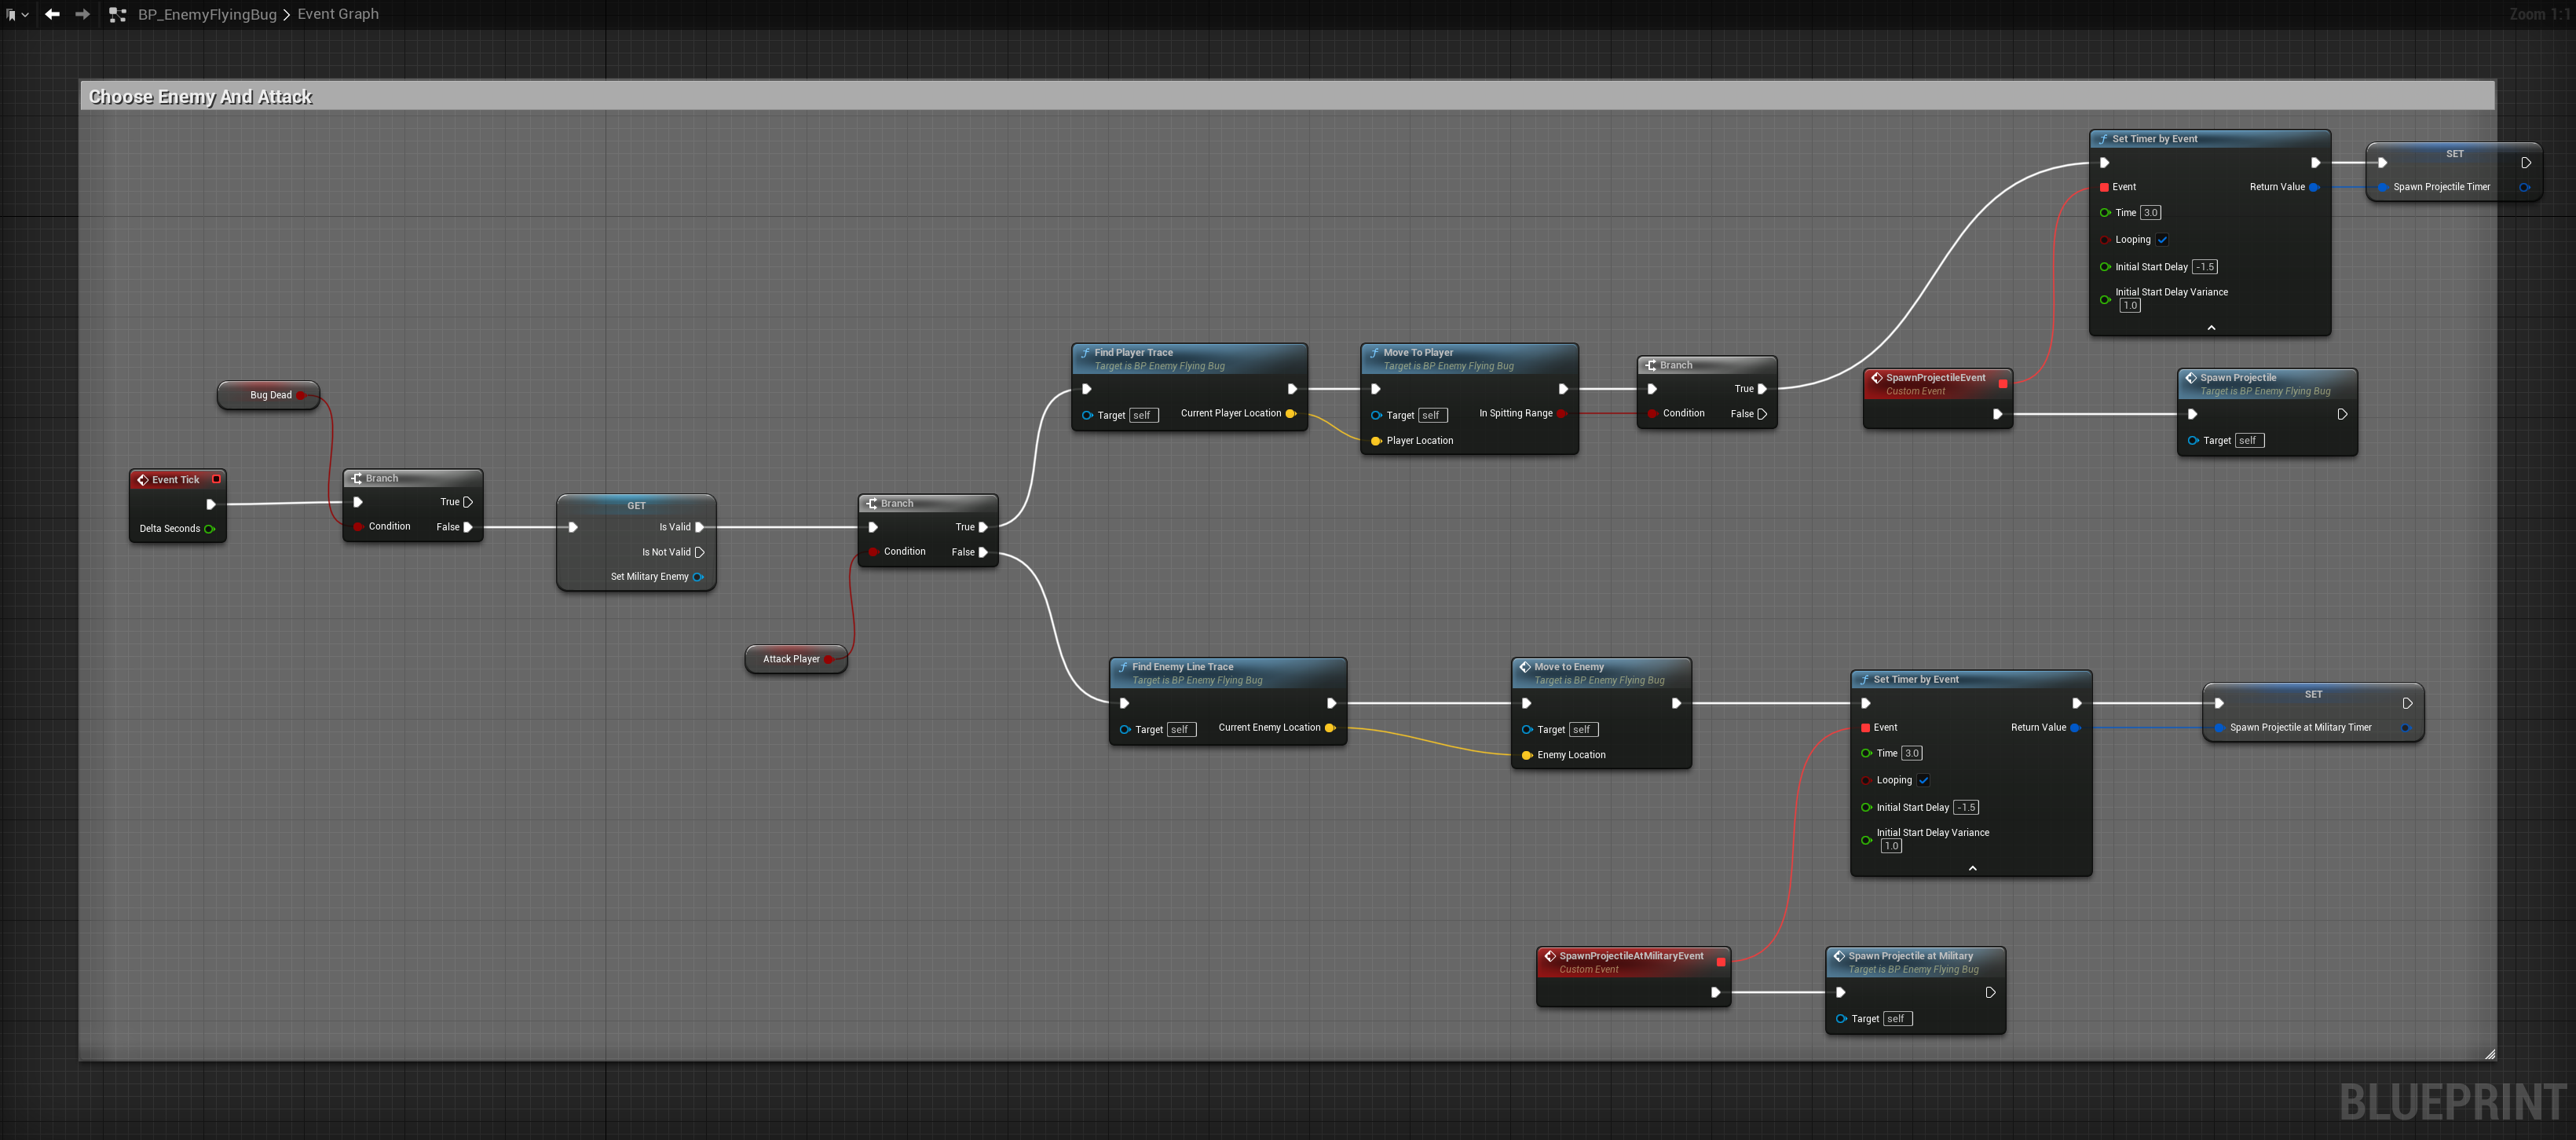 BP_EnemyFlyingBug > Event Graph
Zoom 1:1
Choose Enemy And Attack
Set Timer by Event
Event
Return Value
Time 3.0
Looping
Initial Start Delay -1.5
Initial Start Delay Variance
1.0
SET
Spawn Projectile Timer
Find Player Trace
Target is BP Enemy Flying Bug
Target self
Current Player Location
Move To Player
Target is BP Enemy Flying Bug
Target self
In Spitting Range
Player Location
Branch
True
Condition
False
SpawnProjectileEvent
Custom Event
Spawn Projectile
Target is BP Enemy Flying Bug
Target self
Bug Dead
Event Tick
Delta Seconds
Branch
True
Condition
False
GET
Is Valid
Is Not Valid
Set Military Enemy
Branch
True
Condition
False
Attack Player
Find Enemy Line Trace
Target is BP Enemy Flying Bug
Target self
Current Enemy Location
Move to Enemy
Target is BP Enemy Flying Bug
Target self
Enemy Location
Set Timer by Event
Event
Return Value
Time 3.0
Looping
Initial Start Delay -1.5
Initial Start Delay Variance
1.0
SET
Spawn Projectile at Military Timer
SpawnProjectileAtMilitaryEvent
Custom Event
Spawn Projectile at Military
Target is BP Enemy Flying Bug
Target self
BLUEPRINT